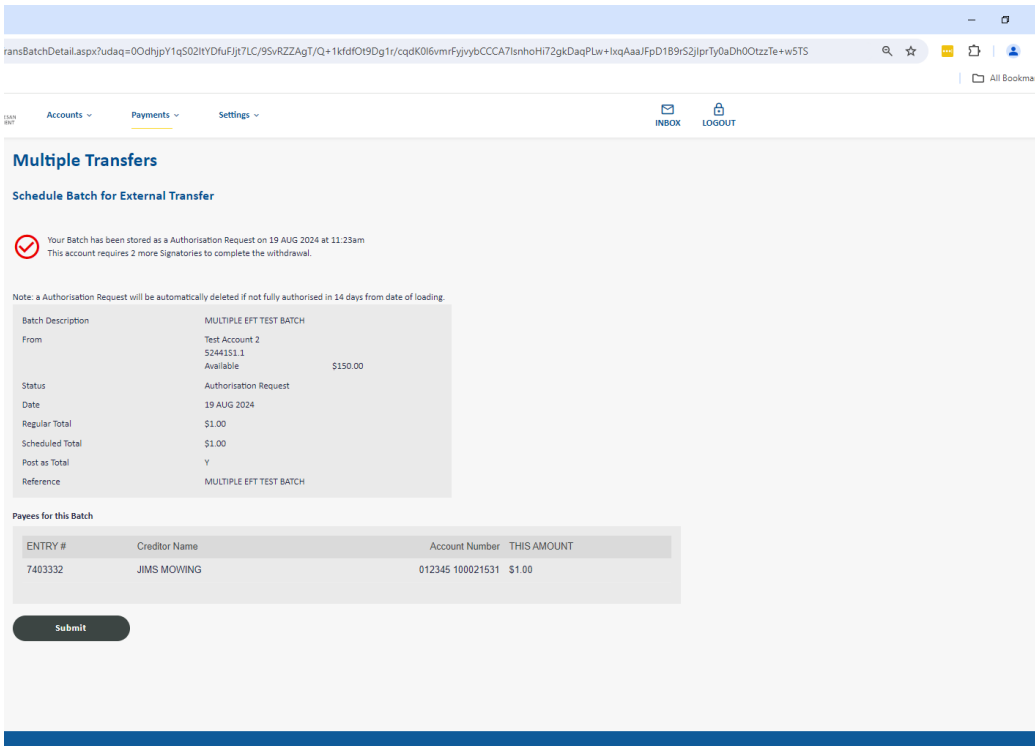 ransBatchDetail.aspx?udaq=0OdhjpY1qS02ItYDfuFJjt7LC/9SvRZZAgT/Q+1kfdfOt9Dg1r/cqdK0I6vmrFyjvybCCCA7IsnhoHi72gkDaqPLw+IxqAaaJFpD1B9rS2jIprTy0aDh0OtzzTe+w5TS
All Bookma
Accounts Payments Settings INBOX LOGOUT
Multiple Transfers
Schedule Batch for External Transfer
Your Batch has been stored as a Authorisation Request on 19 AUG 2024 at 11:23am
This account requires 2 more Signatories to complete the withdrawal.
Note: a Authorisation Request will be automatically deleted if not fully authorised in 14 days from date of loading.
Batch Description MULTIPLE EFT TEST BATCH
From Test Account 2
5244151.1
Available $150.00
Status Authorisation Request
Date 19 AUG 2024
Regular Total $1.00
Scheduled Total $1.00
Post as Total Y
Reference MULTIPLE EFT TEST BATCH
Payees for this Batch
ENTRY # Creditor Name Account Number THIS AMOUNT
7403332 JIMS MOWING 012345 100021531 $1.00
Submit